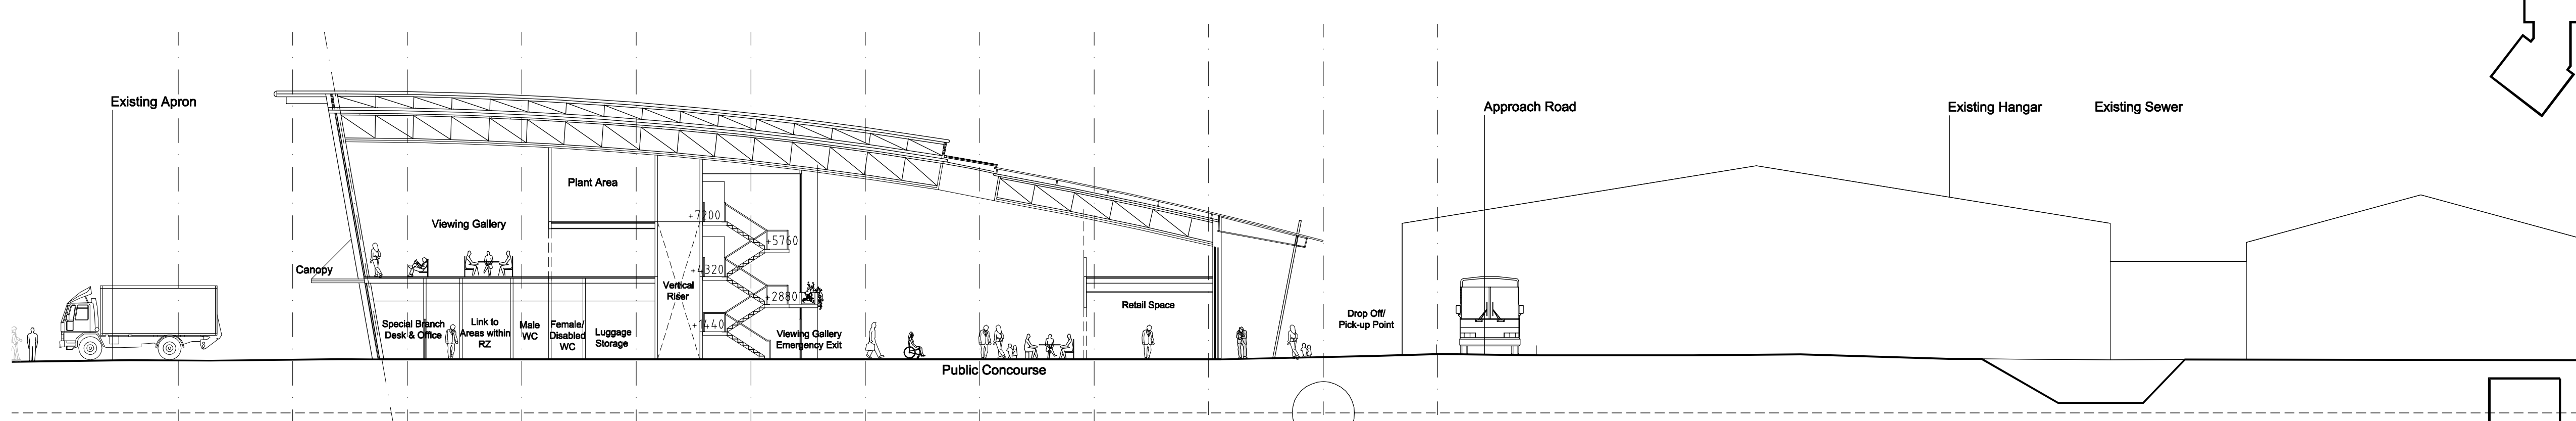 Existing Apron
Approach Road
Existing Hangar
Existing Sewer
Plant Area
Viewing Gallery
+7200
+5760
Canopy
+4320
Vertical
Riser
+2880
Retail Space
Drop Off/
Pick-up Point
Special Branch
Desk & Office
Link to
Areas within
RZ
Male
WC
Female/
Disabled
WC
Luggage
Storage
+1440
Viewing Gallery
Emergency Exit
Public Concourse